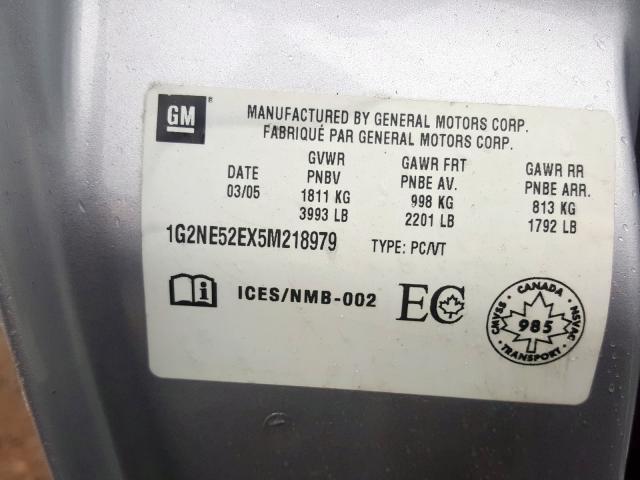 GM ®
MANUFACTURED BY GENERAL MOTORS CORP.
FABRIQUÉ PAR GENERAL MOTORS CORP.
DATE
03/05
GVWR
PNBV
1811 KG
3993 LB
GAWR FRT
PNBE AV.
998 KG
2201 LB
GAWR RR
PNBE ARR.
813 KG
1792 LB
1G2NE52EX5M218979 TYPE: PC/VT
i ICES/NMB-002 EC
CANADA
CMVSS 985 NSVAC
TRANSPORT